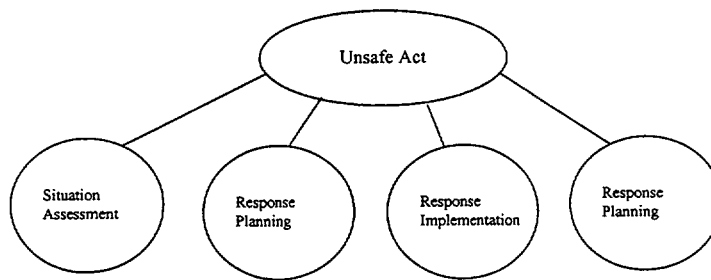 Unsafe Act
Situation
Assessment
Response
Planning
Response
Implementation
Response
Planning